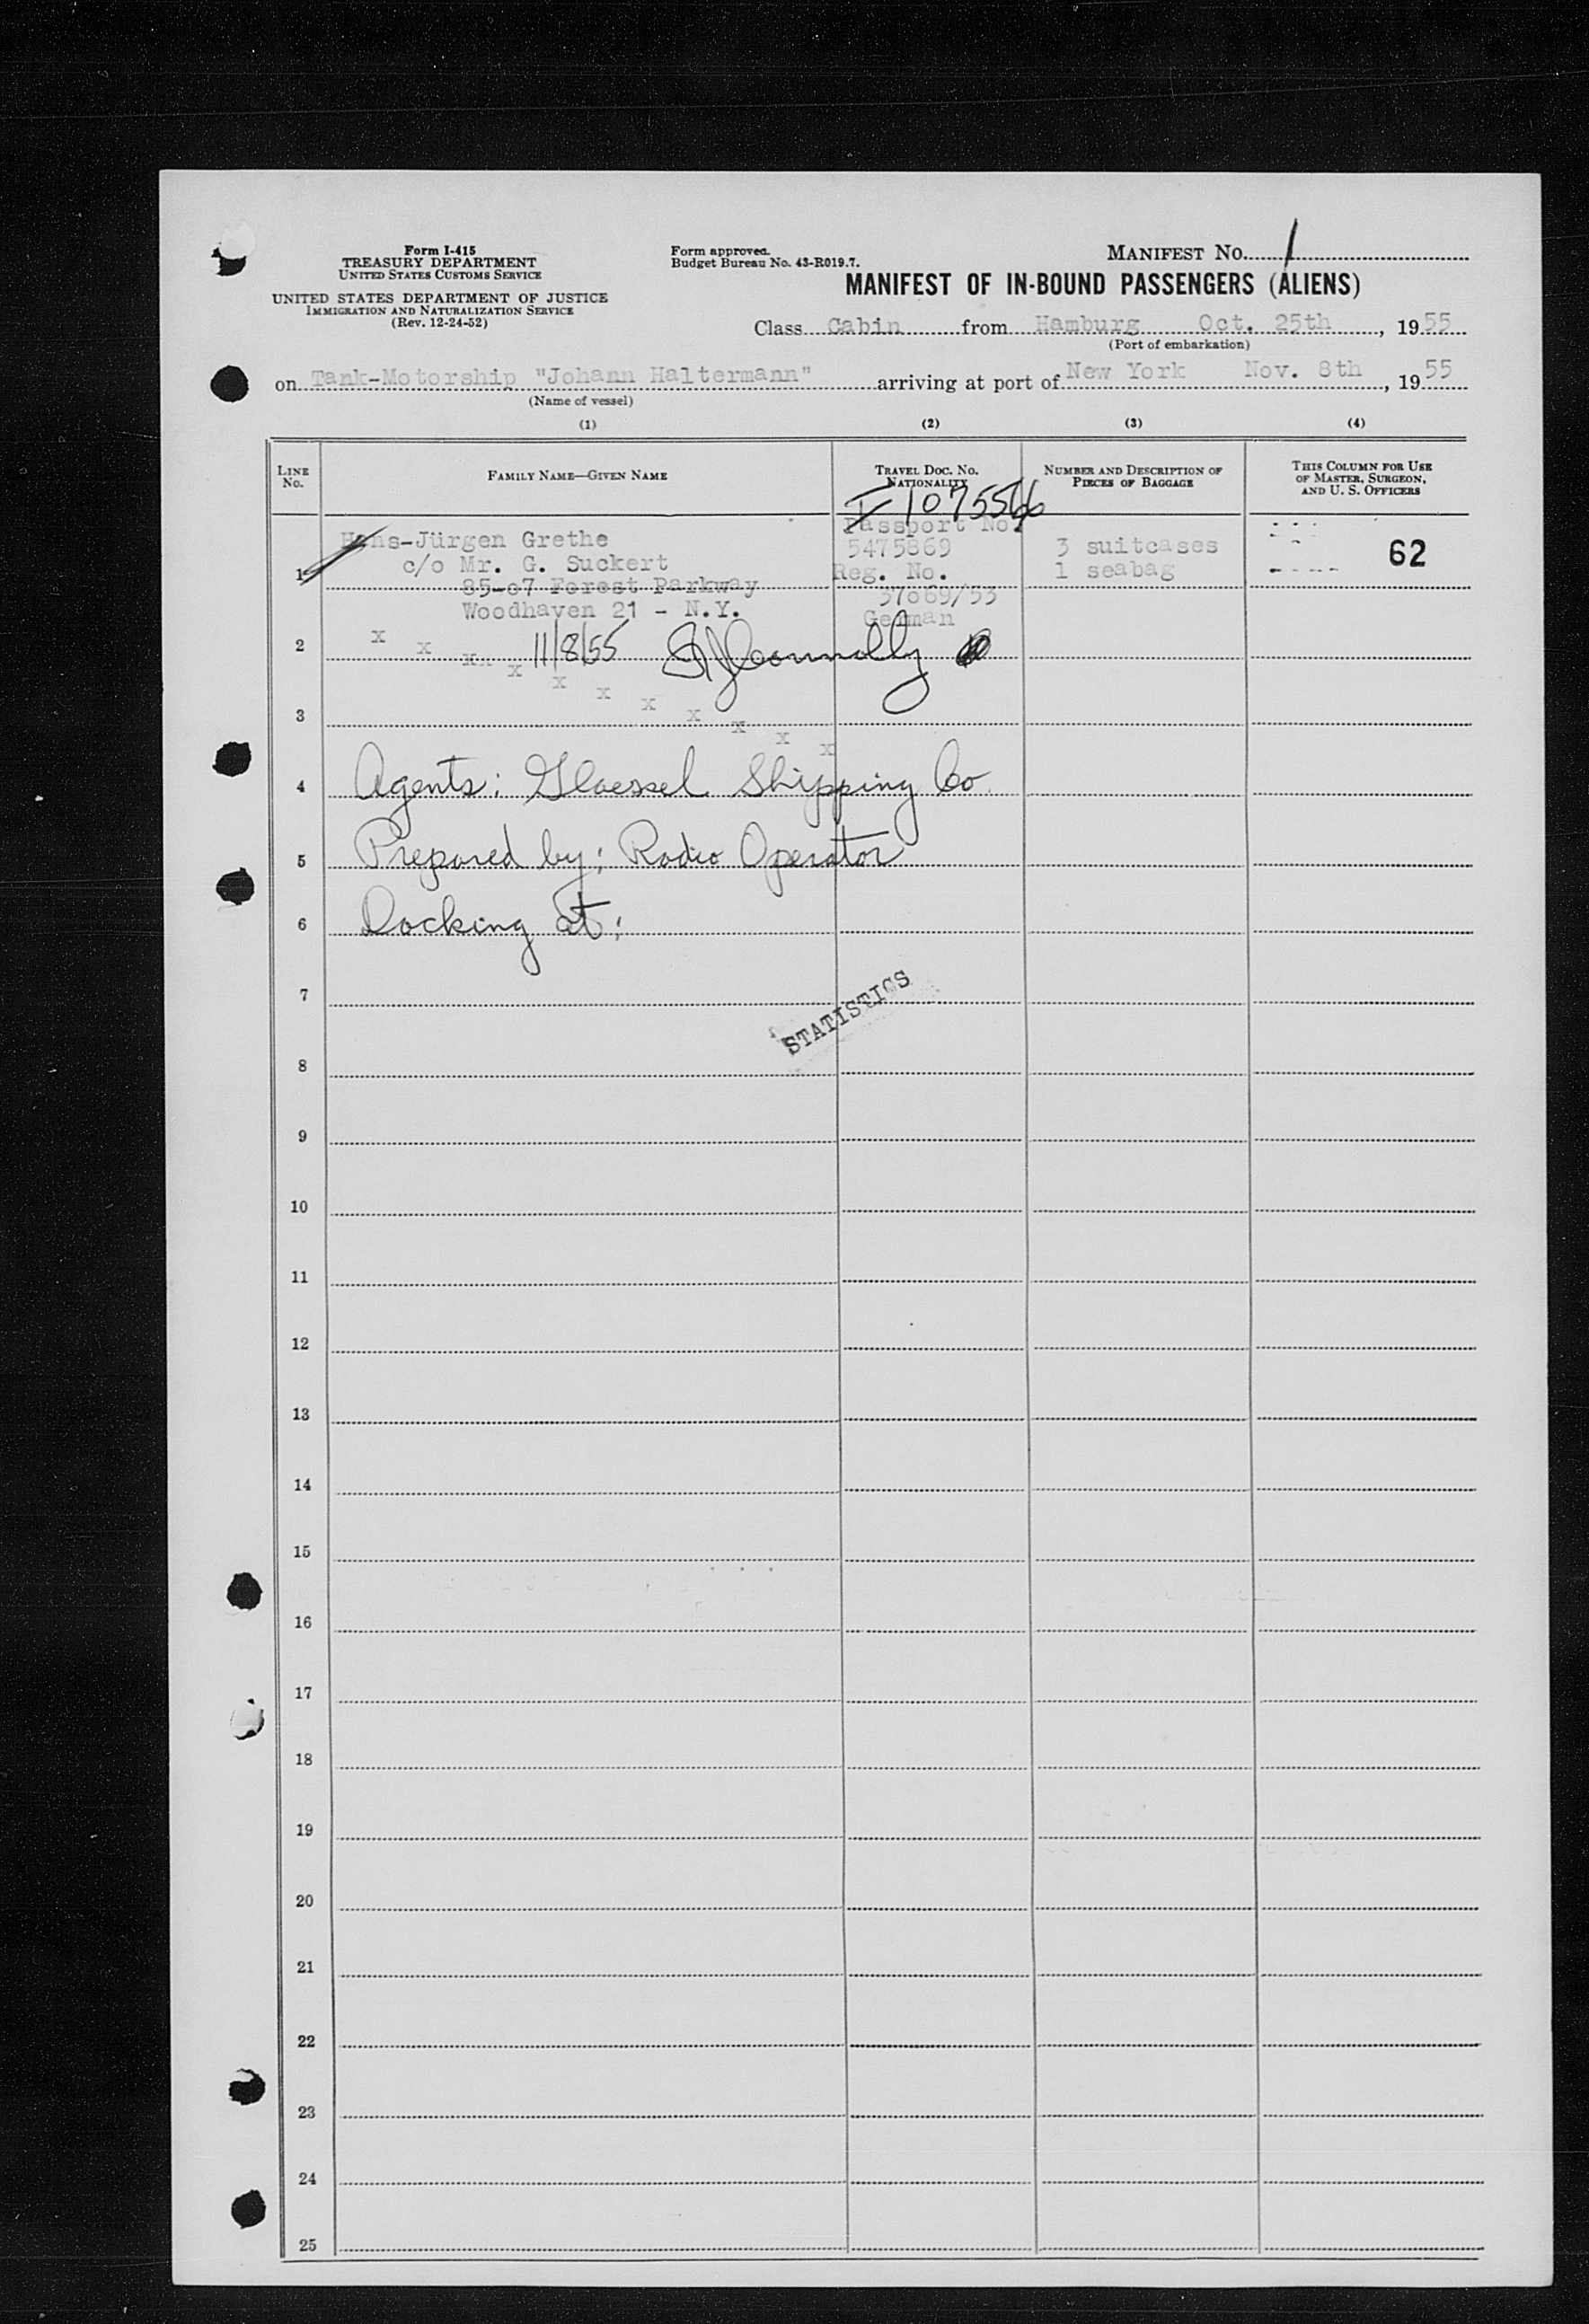 Form I-415
TREASURY DEPARTMENT
UNITED STATES CUSTOMS SERVICE
UNITED STATES DEPARTMENT OF JUSTICE
IMMIGRATION AND NATURALIZATION SERVICE
(Rev. 12-24-52)
Form approved.
Budget Bureau No. 43-R019.7.
MANIFEST No. 1
MANIFEST OF IN-BOUND PASSENGERS (ALIENS)
Class Cabin from Hamburg Oct. 25th, 1955
(Port of embarkation)
on Tank-Motorship "Johann Haltermann" arriving at port of New York Nov. 8th, 1955
(Name of vessel)
(1) (2) (3) (4)
LINE No. FAMILY NAME—GIVEN NAME TRAVEL DOC. No. NATIONALITY NUMBER AND DESCRIPTION OF PIECES OF BAGGAGE THIS COLUMN FOR USE OF MASTER, SURGEON, AND U. S. OFFICERS
Hans-Jürgen Grethe Passport No.
c/o Mr. G. Suckert 5475869 3 suitcases 62
1 85-07 Forest Parkway Reg. No. 1 seabag
Woodhaven 21 - N.Y. 37669/53
German
2 x x x x 11/8/55
x x x x
3 x x x
4 Agents: Gloessel Shipping Co.
5 Prepared by: Radio Operator
6 Docking at:
7
STATISTICS
8
9
10
11
12
13
14
15
16
17
18
19
20
21
22
23
24
25